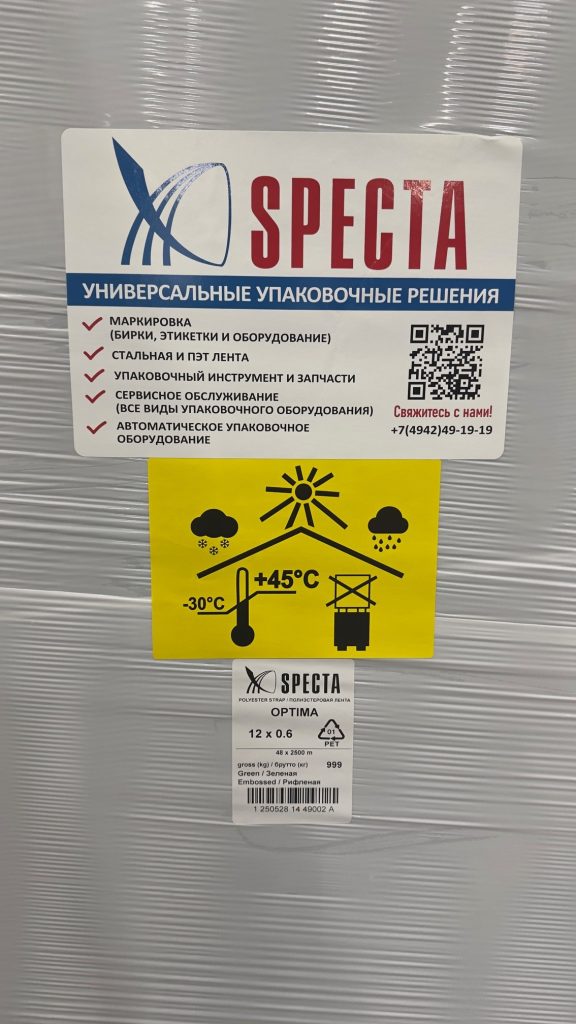 SPECTA
УНИВЕРСАЛЬНЫЕ УПАКОВОЧНЫЕ РЕШЕНИЯ
МАРКИРОВКА
(БИРКИ, ЭТИКЕТКИ И ОБОРУДОВАНИЕ)
СТАЛЬНАЯ И ПЭТ ЛЕНТА
УПАКОВОЧНЫЙ ИНСТРУМЕНТ И ЗАПЧАСТИ
СЕРВИСНОЕ ОБСЛУЖИВАНИЕ
(ВСЕ ВИДЫ УПАКОВОЧНОГО ОБОРУДОВАНИЯ)
АВТОМАТИЧЕСКОЕ УПАКОВОЧНОЕ
ОБОРУДОВАНИЕ
Свяжитесь с нами!
+7(4942)49-19-19
+45°C
-30°C
SPECTA
POLYESTER STRAP / ПОЛИЭСТЕРОВАЯ ЛЕНТА
OPTIMA
12 x 0.6
01
PET
48 x 2500 m
gross (kg) / брутто (кг) 999
Green / Зеленая
Embossed / Рифленая
1 250528 14 49002 A